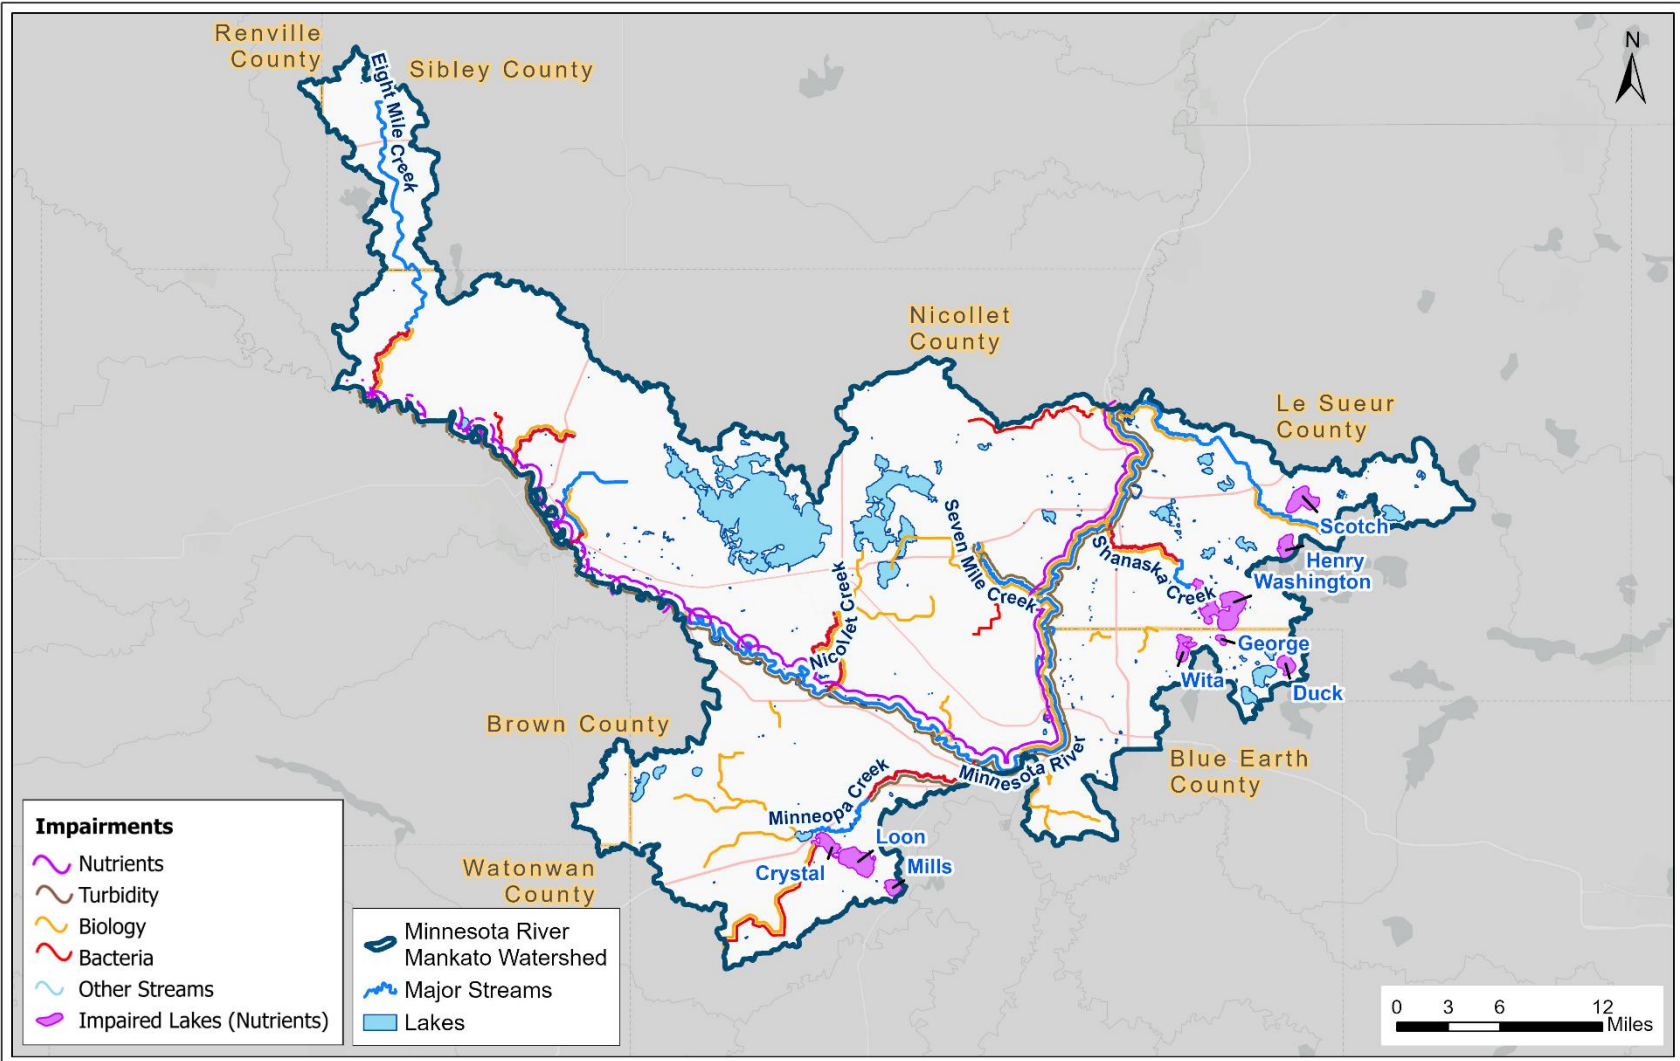 Renville
County
Sibley County
N
Eight Mile Creek
Nicollet
County
Le Sueur
County
Scotch
Seven Mile Creek
Shanaska Creek
Henry
Washington
Nicollet Creek
George
Wita
Duck
Brown County
Minnesota River
Blue Earth
County
Minneopa Creek
Loon
Mills
Crystal
Watonwan
County
Impairments
Nutrients
Turbidity
Biology
Bacteria
Other Streams
Impaired Lakes (Nutrients)
Minnesota River
Mankato Watershed
Major Streams
Lakes
0 3 6 12
Miles